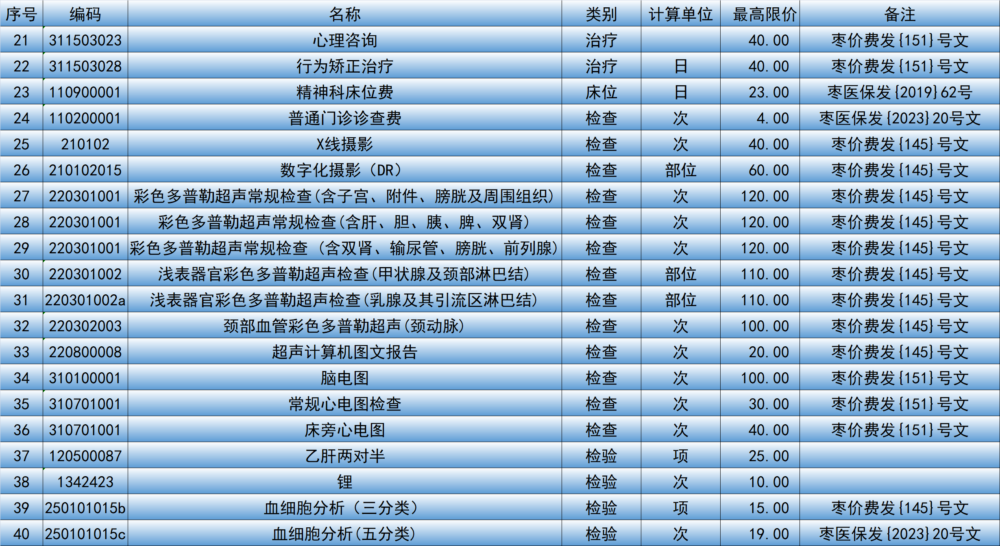 序号 编码 名称 类别 计算单位 最高限价 备注
21 311503023 心理咨询 治疗 40.00 枣价费发{151}号文
22 311503028 行为矫正治疗 治疗 日 40.00 枣价费发{151}号文
23 110900001 精神科床位费 床位 日 23.00 枣医保发{2019}62号
24 110200001 普通门诊诊查费 检查 次 4.00 枣医保发{2023}20号文
25 210102 X线摄影 检查 次 40.00 枣价费发{145}号文
26 210102015 数字化摄影（DR） 检查 部位 60.00 枣价费发{145}号文
27 220301001 彩色多普勒超声常规检查(含子宫、附件、膀胱及周围组织) 检查 次 120.00 枣价费发{145}号文
28 220301001 彩色多普勒超声常规检查(含肝、胆、胰、脾、双肾) 检查 次 120.00 枣价费发{145}号文
29 220301001 彩色多普勒超声常规检查 (含双肾、输尿管、膀胱、前列腺) 检查 次 120.00 枣价费发{145}号文
30 220301002 浅表器官彩色多普勒超声检查(甲状腺及颈部淋巴结) 检查 部位 110.00 枣价费发{145}号文
31 220301002a 浅表器官彩色多普勒超声检查(乳腺及其引流区淋巴结) 检查 部位 110.00 枣价费发{145}号文
32 220302003 颈部血管彩色多普勒超声(颈动脉) 检查 次 100.00 枣价费发{145}号文
33 220800008 超声计算机图文报告 检查 次 20.00 枣价费发{145}号文
34 310100001 脑电图 检查 次 100.00 枣价费发{151}号文
35 310701001 常规心电图检查 检查 次 30.00 枣价费发{151}号文
36 310701001 床旁心电图 检查 次 40.00 枣价费发{151}号文
37 120500087 乙肝两对半 检验 项 25.00
38 1342423 锂 检验 次 10.00
39 250101015b 血细胞分析（三分类） 检验 项 15.00 枣价费发{145}号文
40 250101015c 血细胞分析(五分类) 检验 次 19.00 枣医保发{2023}20号文